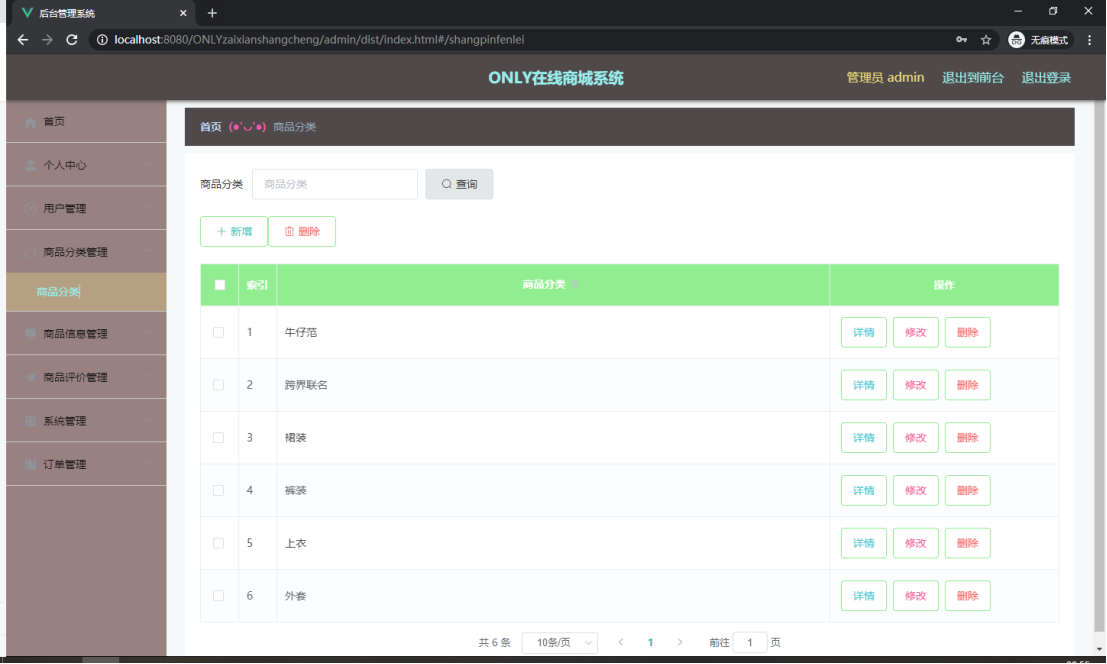 后台管理系统
localhost:8080/ONLYzaixianshangcheng/admin/dist/index.html#/shangpinfenlei
无痕模式
ONLY在线商城系统
管理员 admin 退出到前台 退出登录
首页
个人中心
用户管理
商品分类管理
商品分类
商品信息管理
商品评价管理
系统管理
订单管理
首页 (●'◡'●) 商品分类
商品分类 商品分类 查询
新增 删除
索引 商品分类 操作
1 牛仔范 详情 修改 删除
2 跨界联名 详情 修改 删除
3 裙装 详情 修改 删除
4 裤装 详情 修改 删除
5 上衣 详情 修改 删除
6 外套 详情 修改 删除
共 6 条 10条/页 1 前往 1 页